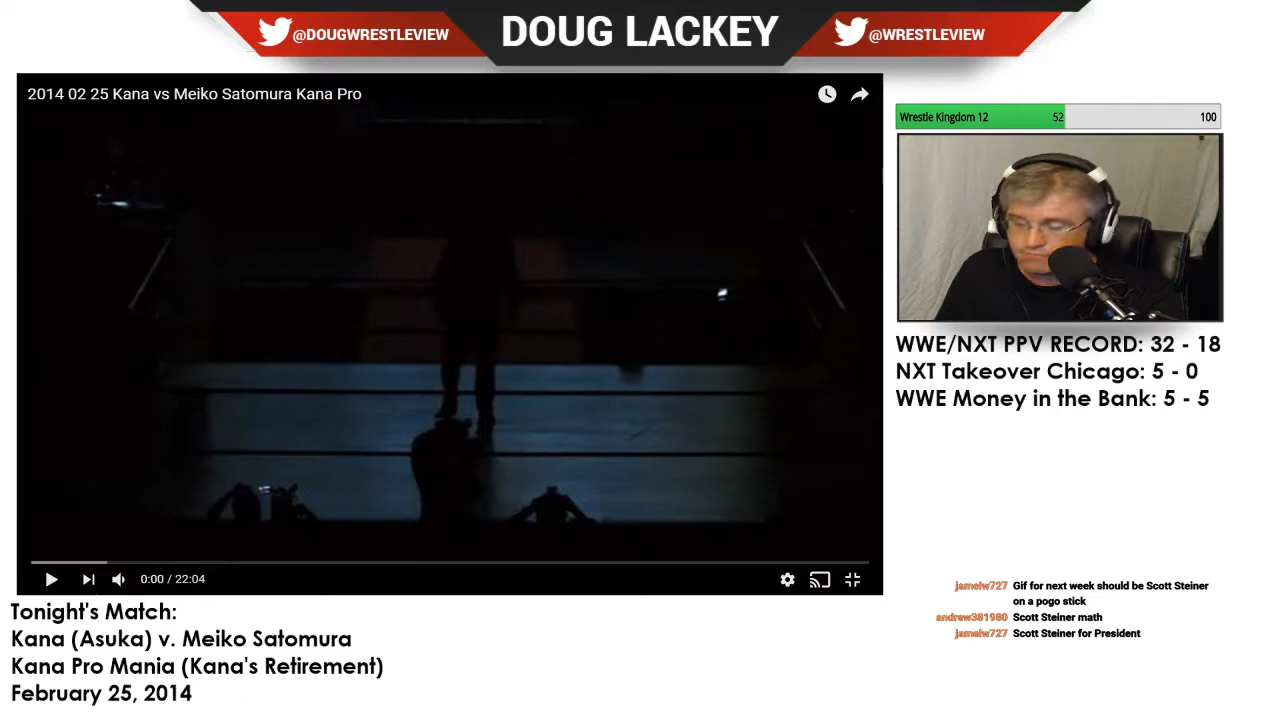 @DOUGWRESTLEVIEW
DOUG LACKEY
@WRESTLEVIEW
2014 02 25 Kana vs Meiko Satomura Kana Pro
Wrestle Kingdom 12 52 100
WWE/NXT PPV RECORD: 32 - 18
NXT Takeover Chicago: 5 - 0
WWE Money in the Bank: 5 - 5
0:00 / 22:04
jamelw727 Gif for next week should be Scott Steiner
on a pogo stick
andrew381980 Scott Steiner math
jamelw727 Scott Steiner for President
Tonight's Match:
Kana (Asuka) v. Meiko Satomura
Kana Pro Mania (Kana's Retirement)
February 25, 2014